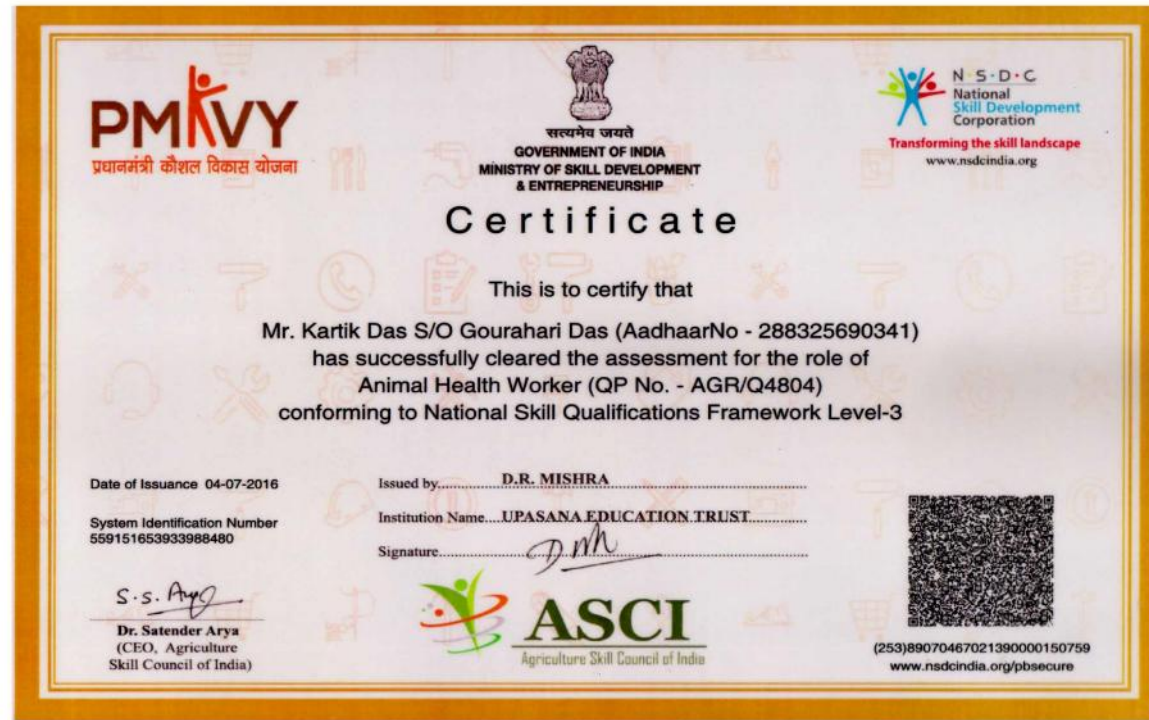 PMKVY
प्रधानमंत्री कौशल विकास योजना
सत्यमेव जयते
GOVERNMENT OF INDIA
MINISTRY OF SKILL DEVELOPMENT
& ENTREPRENEURSHIP
N·S·D·C
National
Skill Development
Corporation
Transforming the skill landscape
www.nsdcindia.org
Certificate
This is to certify that
Mr. Kartik Das S/O Gourahari Das (AadhaarNo - 288325690341)
has successfully cleared the assessment for the role of
Animal Health Worker (QP No. - AGR/Q4804)
conforming to National Skill Qualifications Framework Level-3
Date of Issuance 04-07-2016
System Identification Number
559151653933988480
Issued by D.R. MISHRA
Institution Name UPASANA EDUCATION TRUST
Signature
S.S. Arya
Dr. Satender Arya
(CEO, Agriculture
Skill Council of India)
ASCI
Agriculture Skill Council of India
(253)8907046702139000015​0759
www.nsdcindia.org/pbsecure